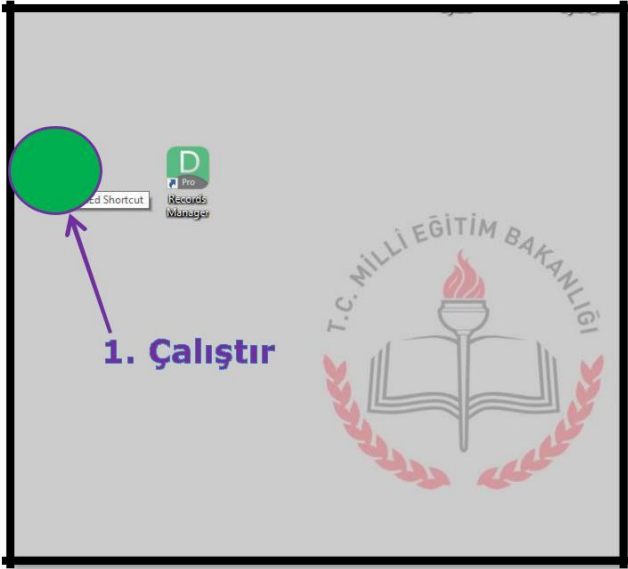 D
Pro
Ed Shortcut
Records
Manager
T.C. MİLLÎ EĞİTİM BAKANLIĞI
1. Çalıştır